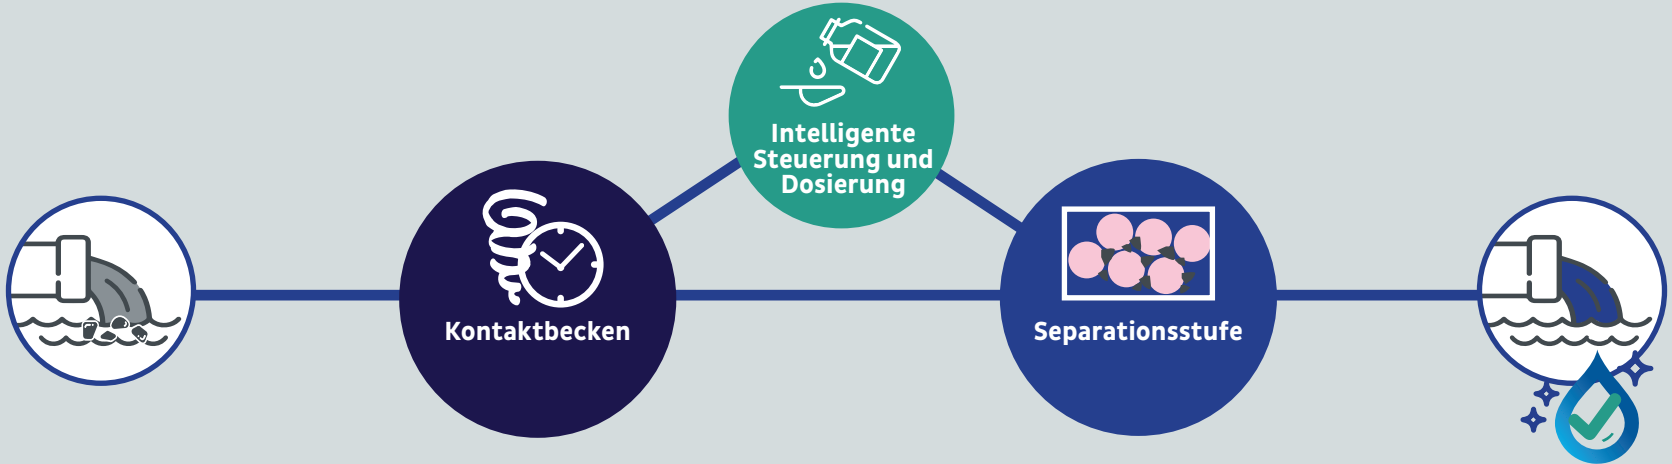 Intelligente
Steuerung und
Dosierung
Kontaktbecken
Separationsstufe